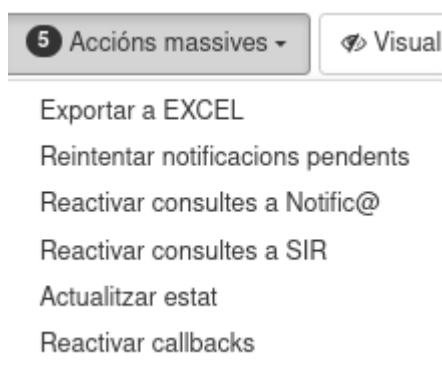 5 Accións massives
Visual
Exportar a EXCEL
Reintentar notificacions pendents
Reactivar consultes a Notific@
Reactivar consultes a SIR
Actualitzar estat
Reactivar callbacks